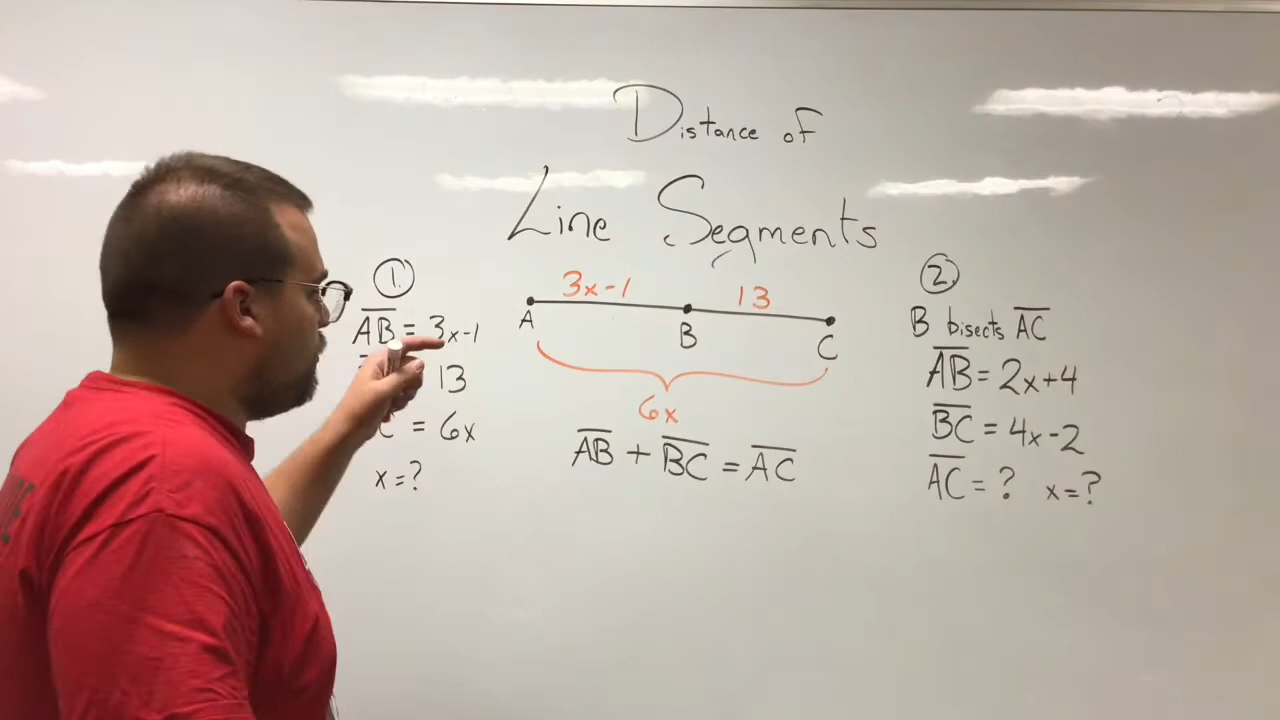 Distance of
Line Segments
①
AB = 3x-1
= 13
C = 6x
x = ?
3x-1 13
A B C
6x
AB + BC = AC
②
B bisects AC
AB = 2x+4
BC = 4x-2
AC = ? x = ?